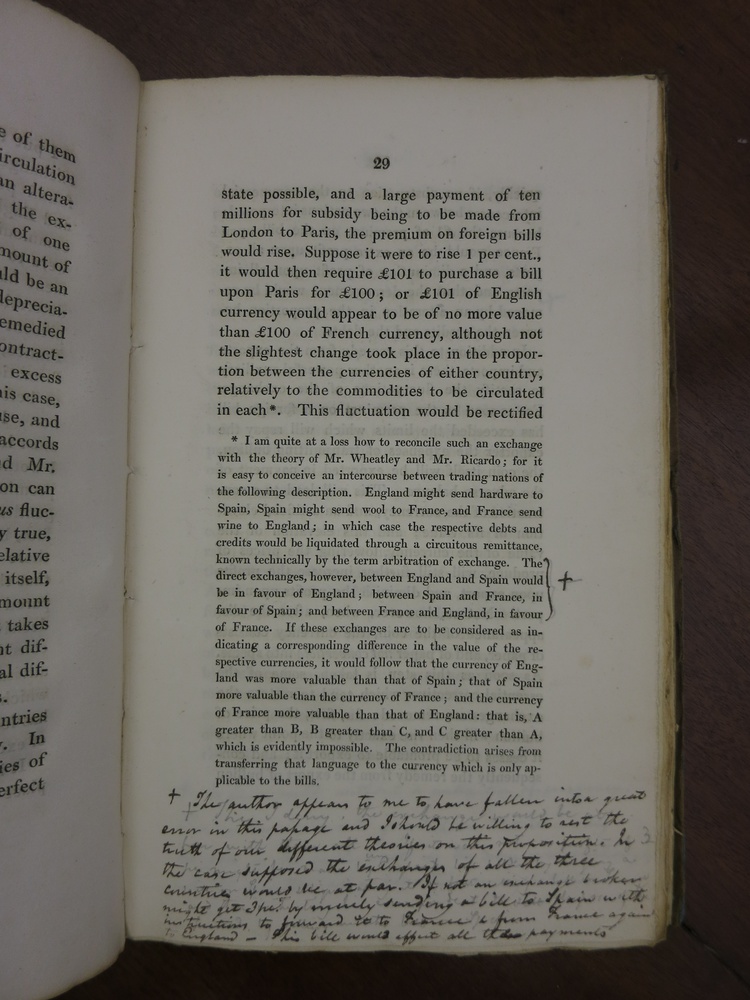 e of them
irculation
an altera-
the ex-
of one
mount of
ld be an
deprecia-
emedied
ontract-
excess
is case,
se, and
accords
d Mr.
on can
us fluc-
y true,
elative
itself,
mount
takes
nt dif-
al dif-
s.
ntries
y. In
ies of
erfect
29
state possible, and a large payment of ten
millions for subsidy being to be made from
London to Paris, the premium on foreign bills
would rise. Suppose it were to rise 1 per cent.,
it would then require £101 to purchase a bill
upon Paris for £100; or £101 of English
currency would appear to be of no more value
than £100 of French currency, although not
the slightest change took place in the propor-
tion between the currencies of either country,
relatively to the commodities to be circulated
in each*. This fluctuation would be rectified
* I am quite at a loss how to reconcile such an exchange
with the theory of Mr. Wheatley and Mr. Ricardo; for it
is easy to conceive an intercourse between trading nations of
the following description. England might send hardware to
Spain, Spain might send wool to France, and France send
wine to England; in which case the respective debts and
credits would be liquidated through a circuitous remittance,
known technically by the term arbitration of exchange. The
direct exchanges, however, between England and Spain would
be in favour of England; between Spain and France, in
favour of Spain; and between France and England, in favour
of France. If these exchanges are to be considered as in-
dicating a corresponding difference in the value of the re-
spective currencies, it would follow that the currency of Eng-
land was more valuable than that of Spain; that of Spain
more valuable than the currency of France; and the currency
of France more valuable than that of England: that is, A
greater than B, B greater than C, and C greater than A,
which is evidently impossible. The contradiction arises from
transferring that language to the currency which is only ap-
plicable to the bills.
+
+ The author appears to me to have fallen into a great
error in this passage and I should be willing to rest the
truth of our different theories on this proposition. In
the case supposed the exchanges of all the three
countries would be at par. If not an exchange broker
might get 3 pct by merely sending a bill to Spain with
instructions to forward it to France & from France again
to England — This bill would effect all the payments